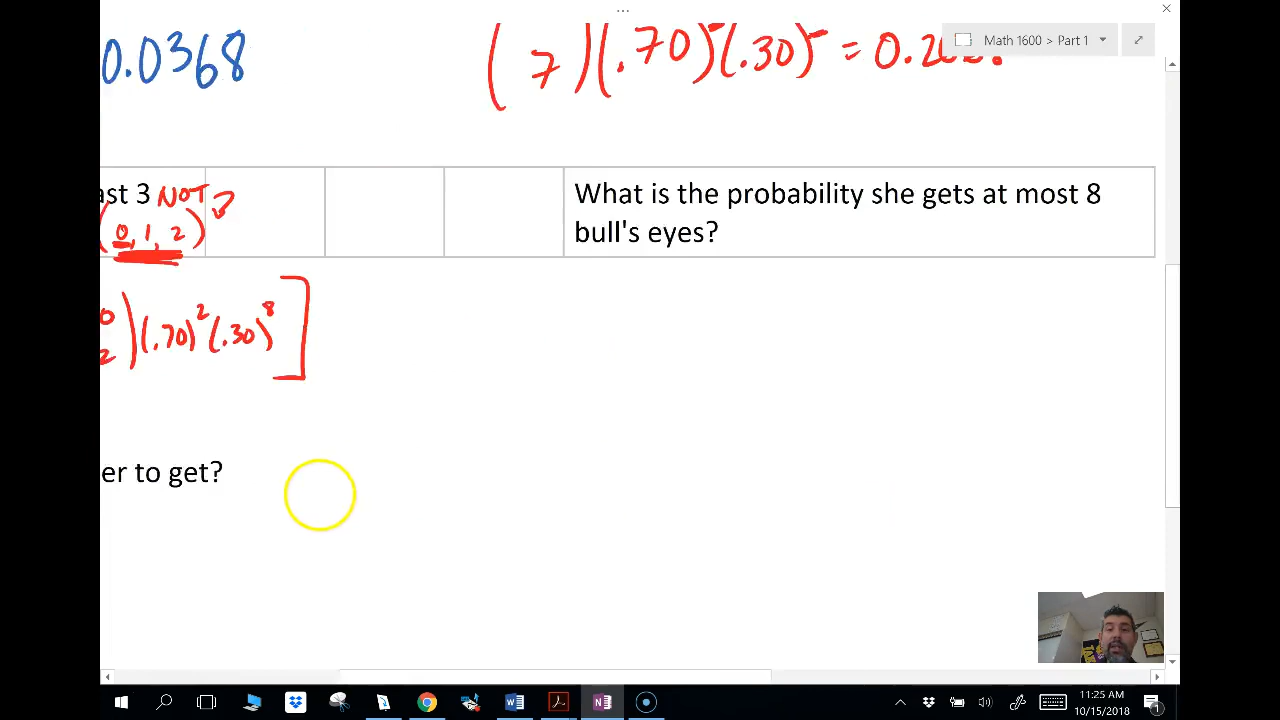 Math 1600 > Part 1
0.0368
7
(.70)
(.30)
= 0.2
ast 3 NOT
(0, 1, 2)
What is the probability she gets at most 8
bull's eyes?
0
2
)(.70)² (.30)⁸ ]
er to get?
11:25 AM
10/15/2018